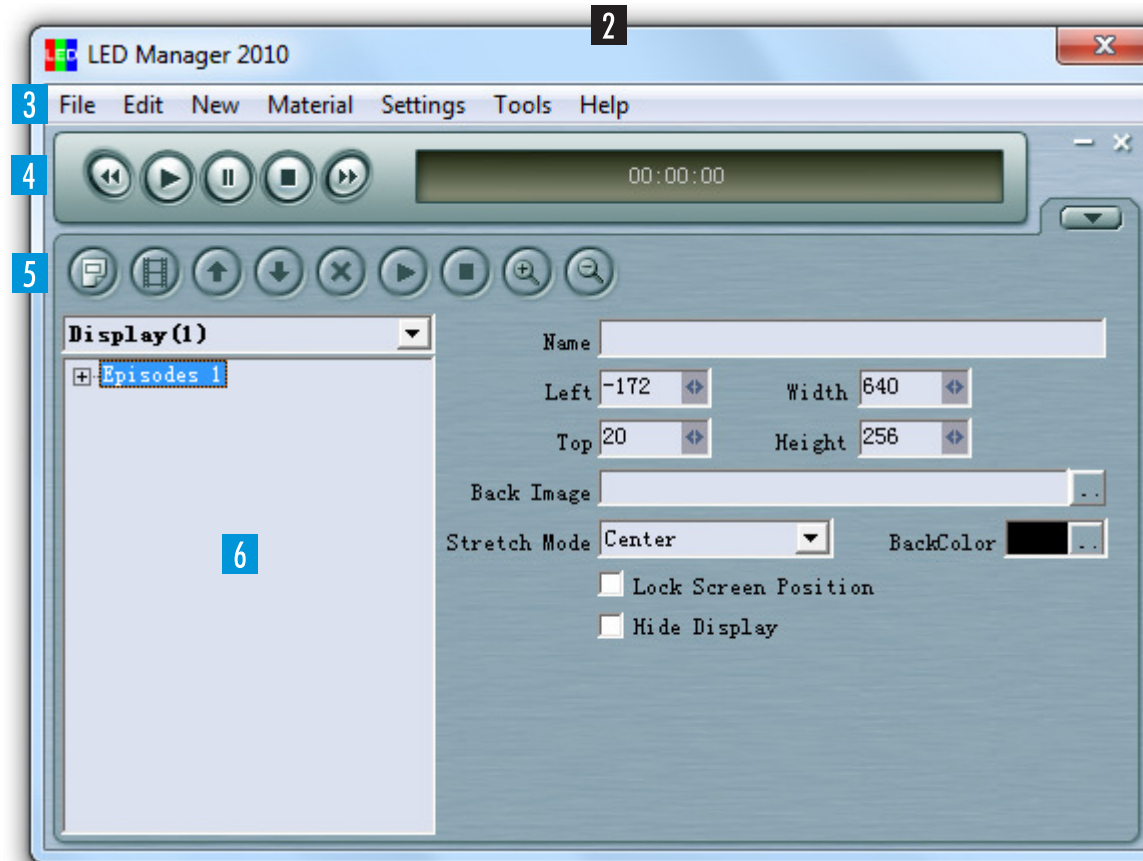 2
LED LED Manager 2010 x
3 File Edit New Material Settings Tools Help
4 00:00:00
5
Display(1)
Name
Episodes 1
Left -172 Width 640
Top 20 Height 256
Back Image ..
Stretch Mode Center BackColor ..
6
Lock Screen Position
Hide Display